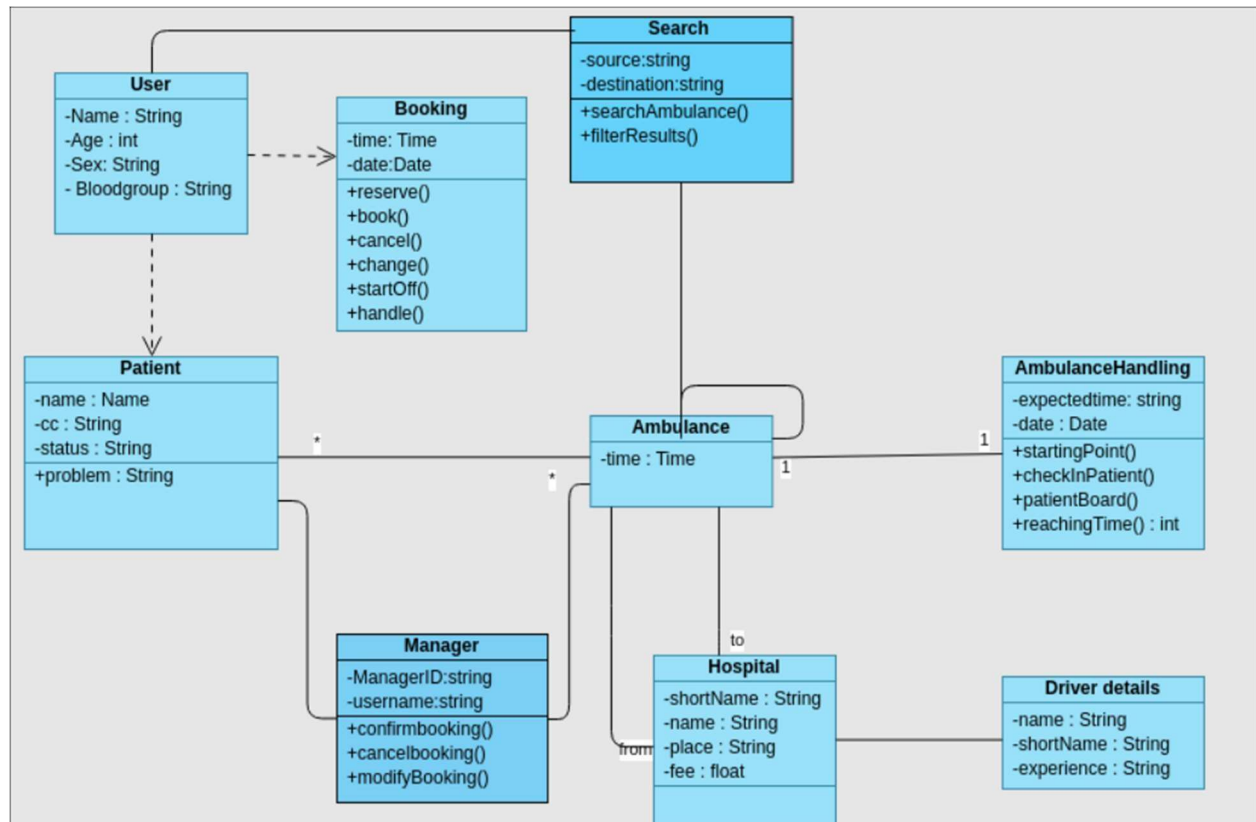 Search
-source:string
-destination:string
+searchAmbulance()
+filterResults()
User
-Name : String
-Age : int
-Sex: String
- Bloodgroup : String
Booking
-time: Time
-date:Date
+reserve()
+book()
+cancel()
+change()
+startOff()
+handle()
Patient
-name : Name
-cc : String
-status : String
+problem : String
*
*
Ambulance
-time : Time
1
1
AmbulanceHandling
-expectedtime: string
-date : Date
+startingPoint()
+checkInPatient()
+patientBoard()
+reachingTime() : int
Manager
-ManagerID:string
-username:string
+confirmbooking()
+cancelbooking()
+modifyBooking()
to
from
Hospital
-shortName : String
-name : String
-place : String
-fee : float
Driver details
-name : String
-shortName : String
-experience : String